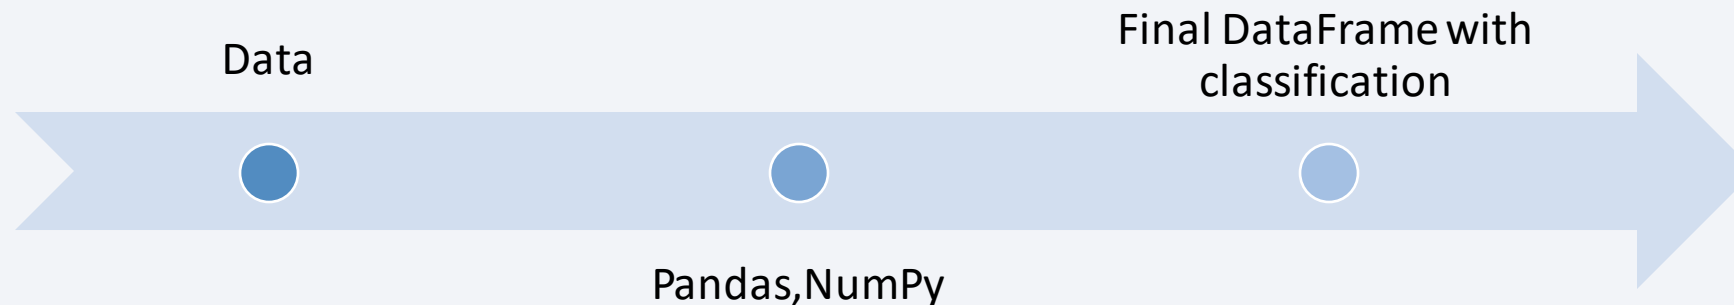 Data
Final DataFrame with
classification
Pandas,NumPy